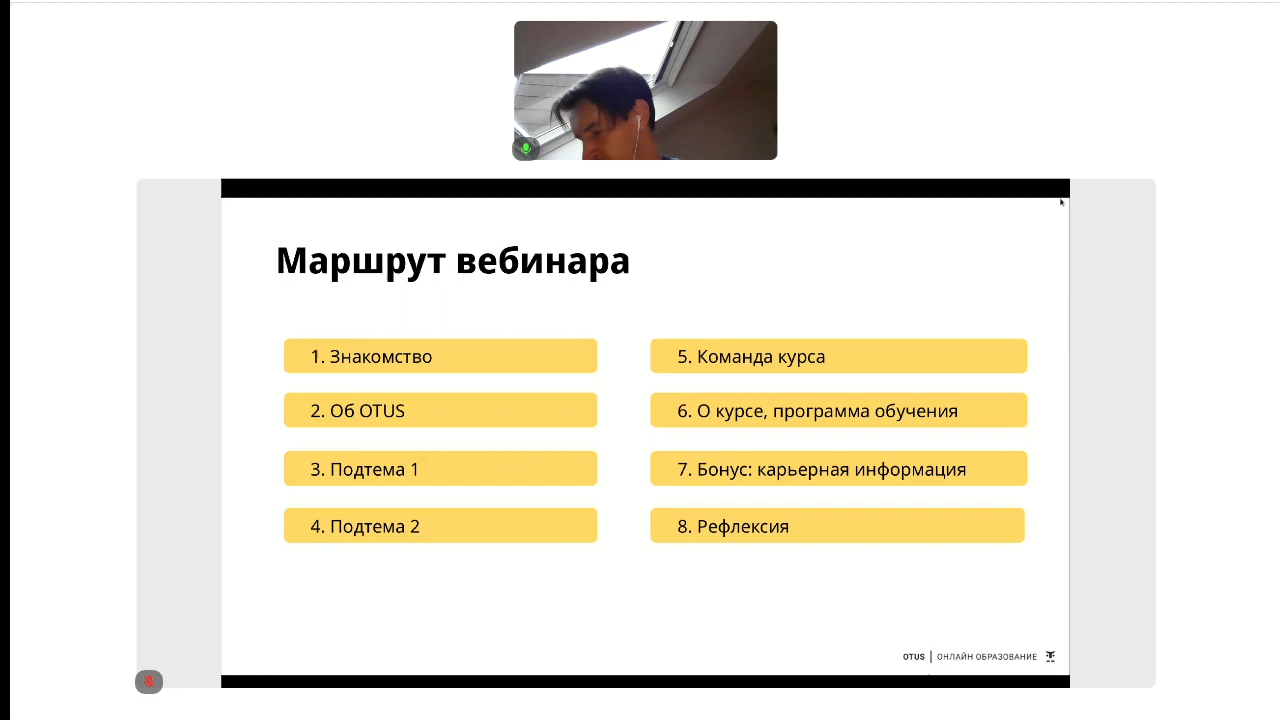 Маршрут вебинара
1. Знакомство
2. Об OTUS
3. Подтема 1
4. Подтема 2
5. Команда курса
6. О курсе, программа обучения
7. Бонус: карьерная информация
8. Рефлексия
OTUS | ОНЛАЙН ОБРАЗОВАНИЕ